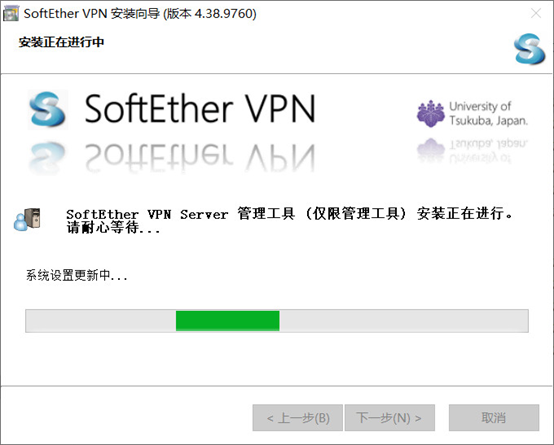 SoftEther VPN 安装向导 (版本 4.38.9760)
安装正在进行中
SoftEther VPN
University of
Tsukuba, Japan.
SoftEther VPN Server 管理工具 (仅限管理工具) 安装正在进行。
请耐心等待...
系统设置更新中...
< 上一步(B)
下一步(N) >
取消